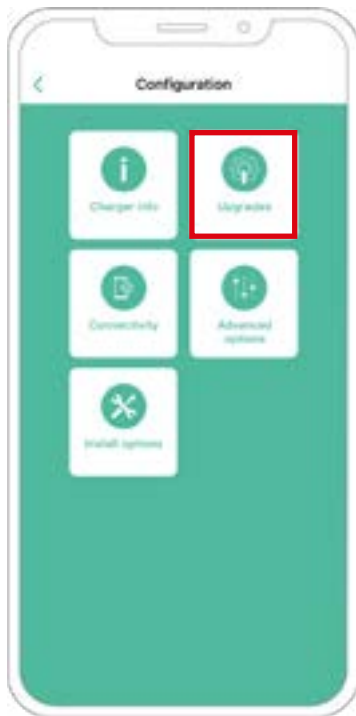 Configuration
Charger info
Upgrades
Connectivity
Advanced
options
Install options